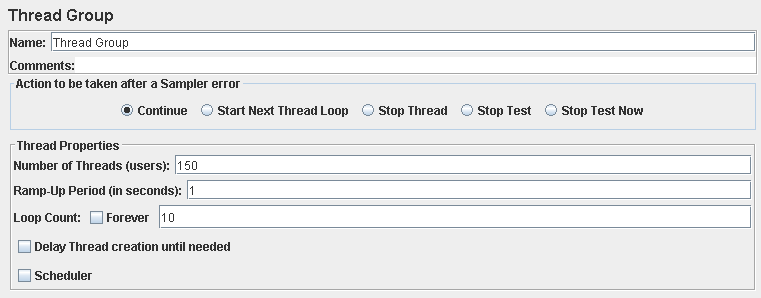 Thread Group
Name: Thread Group
Comments:
Action to be taken after a Sampler error
Continue Start Next Thread Loop Stop Thread Stop Test Stop Test Now
Thread Properties
Number of Threads (users): 150
Ramp-Up Period (in seconds): 1
Loop Count: Forever 10
Delay Thread creation until needed
Scheduler